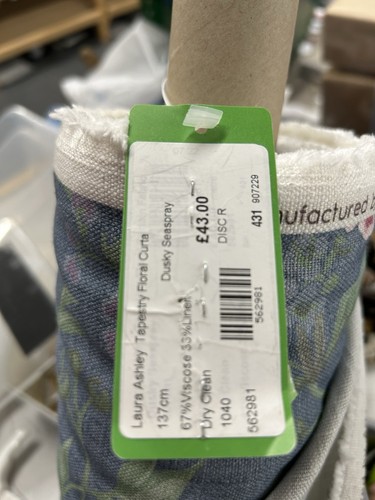 Laura Ashley Tapestry Floral Curta
137cm Dusky Seaspray
67%Viscose 33%Linen £43.00
Dry Clean DISC R
1040 431 907229
562981 562981
nufactured b